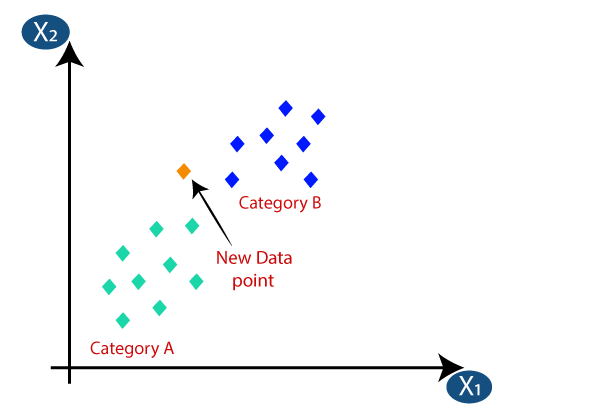 X₂
Category B
New Data
point
Category A
X₁